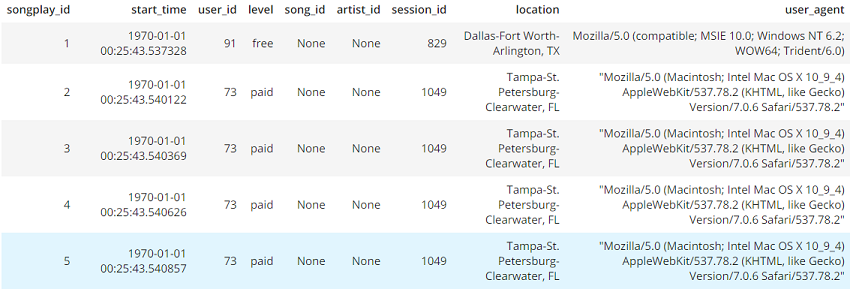 songplay_id start_time user_id level song_id artist_id session_id location user_agent
1 1970-01-01 00:25:43.537328 91 free None None 829 Dallas-Fort Worth-Arlington, TX Mozilla/5.0 (compatible; MSIE 10.0; Windows NT 6.2; WOW64; Trident/6.0)
2 1970-01-01 00:25:43.540122 73 paid None None 1049 Tampa-St. Petersburg-Clearwater, FL "Mozilla/5.0 (Macintosh; Intel Mac OS X 10_9_4) AppleWebKit/537.78.2 (KHTML, like Gecko) Version/7.0.6 Safari/537.78.2"
3 1970-01-01 00:25:43.540369 73 paid None None 1049 Tampa-St. Petersburg-Clearwater, FL "Mozilla/5.0 (Macintosh; Intel Mac OS X 10_9_4) AppleWebKit/537.78.2 (KHTML, like Gecko) Version/7.0.6 Safari/537.78.2"
4 1970-01-01 00:25:43.540626 73 paid None None 1049 Tampa-St. Petersburg-Clearwater, FL "Mozilla/5.0 (Macintosh; Intel Mac OS X 10_9_4) AppleWebKit/537.78.2 (KHTML, like Gecko) Version/7.0.6 Safari/537.78.2"
5 1970-01-01 00:25:43.540857 73 paid None None 1049 Tampa-St. Petersburg-Clearwater, FL "Mozilla/5.0 (Macintosh; Intel Mac OS X 10_9_4) AppleWebKit/537.78.2 (KHTML, like Gecko) Version/7.0.6 Safari/537.78.2"